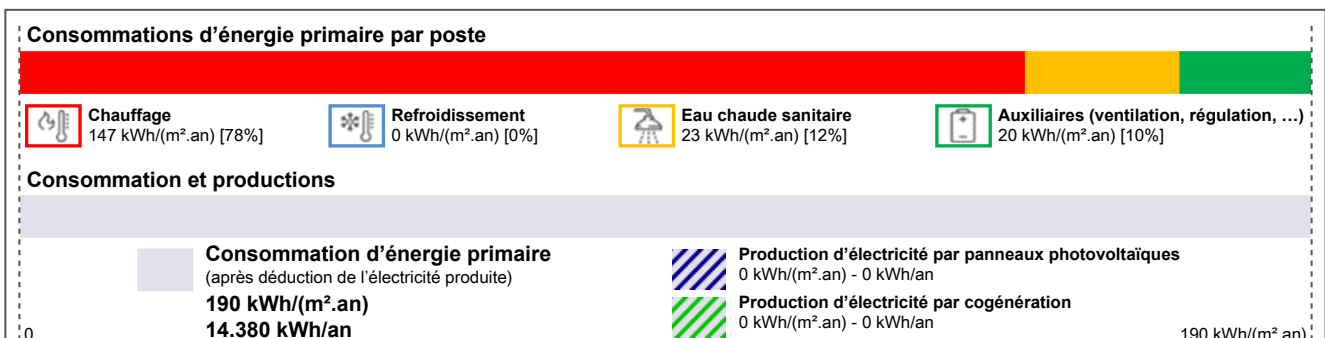 Consommations d’énergie primaire par poste
Chauffage
147 kWh/(m².an) [78%]
Refroidissement
0 kWh/(m².an) [0%]
Eau chaude sanitaire
23 kWh/(m².an) [12%]
Auxiliaires (ventilation, régulation, …)
20 kWh/(m².an) [10%]
Consommation et productions
Consommation d’énergie primaire
(après déduction de l’électricité produite)
190 kWh/(m².an)
14.380 kWh/an
Production d’électricité par panneaux photovoltaïques
0 kWh/(m².an) - 0 kWh/an
Production d’électricité par cogénération
0 kWh/(m².an) - 0 kWh/an
0
190 kWh/(m².an)